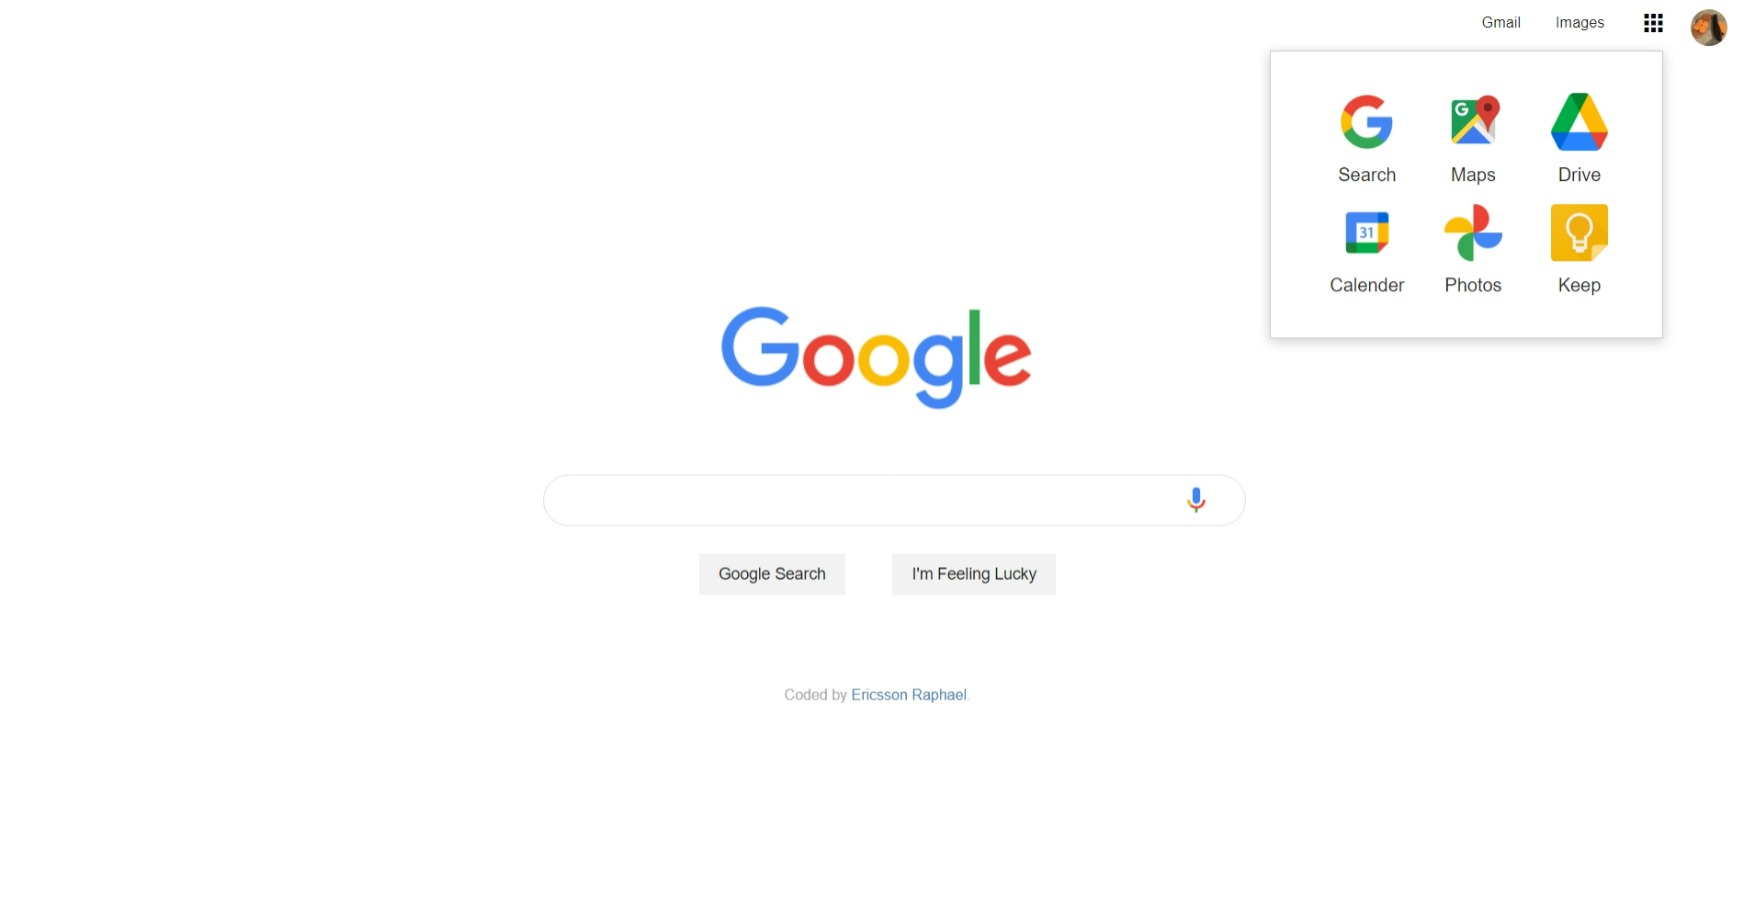 Gmail Images
G
Search Maps Drive
31
Calender Photos Keep
Google
Google Search I'm Feeling Lucky
Coded by Ericsson Raphael.